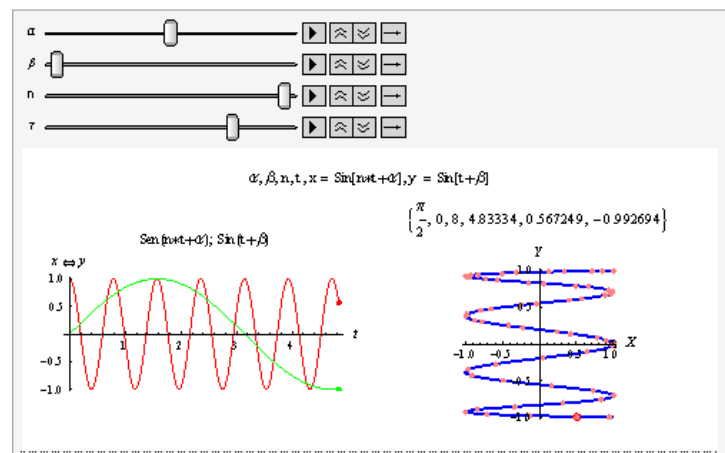 α
β
n
τ
α, β, n, t, x = Sin[n*t+α], y = Sin[t+β]
{π/2, 0, 8, 4.83334, 0.567249, -0.992694}
Sen(n*t+α); Sin(t+β)
x ⇔ y
1.0
0.5
-0.5
-1.0
1
2
3
4
t
Y
1.0
0.5
-1.0
-0.5
0.5
1.0
X
-0.5
-1.0